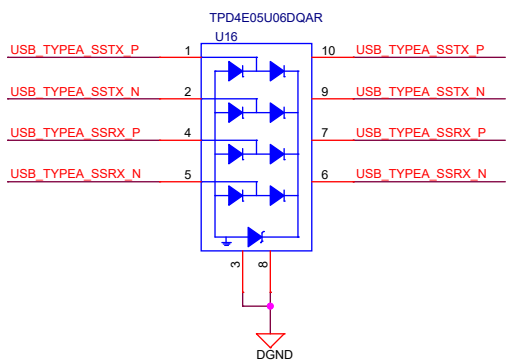 TPD4E05U06DQAR
U16
USB_TYPEA_SSTX_P 1 10 USB_TYPEA_SSTX_P
USB_TYPEA_SSTX_N 2 9 USB_TYPEA_SSTX_N
USB_TYPEA_SSRX_P 4 7 USB_TYPEA_SSRX_P
USB_TYPEA_SSRX_N 5 6 USB_TYPEA_SSRX_N
3 8
DGND